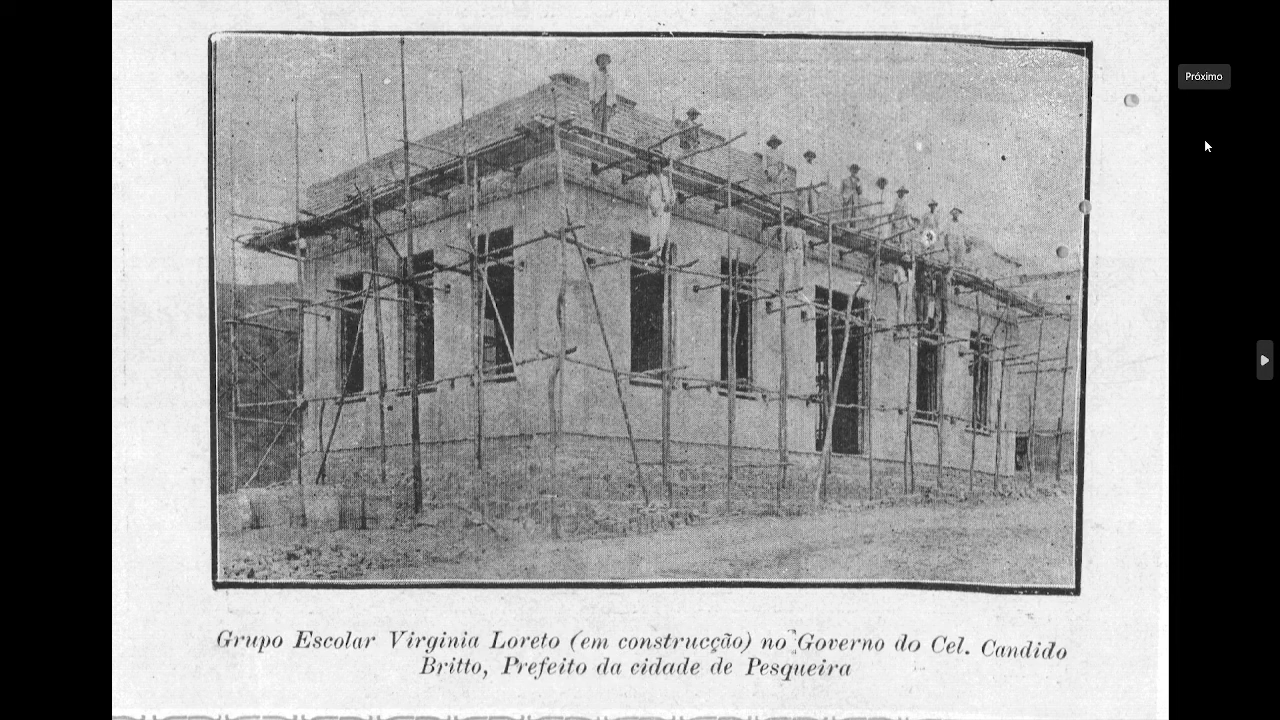 Próximo
Grupo Escolar Virginia Loreto (em construcção) no Governo do Cel. Candido
Britto, Prefeito da cidade de Pesqueira